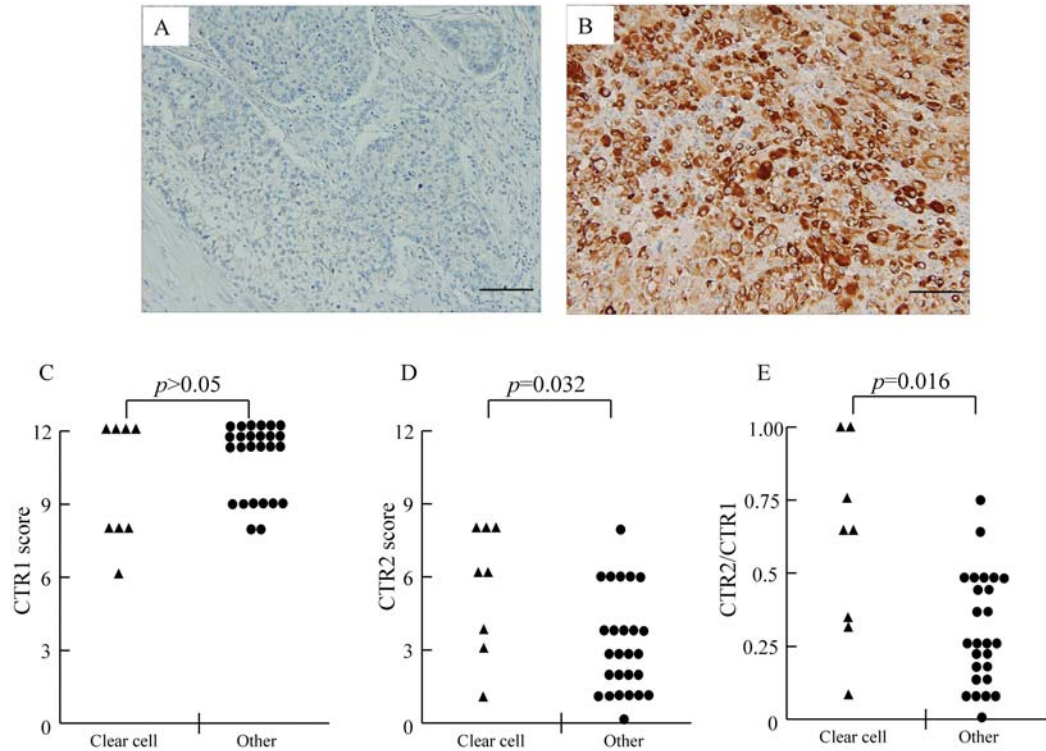 A
B
C
p>0.05
CTR1 score
12
9
6
3
0
Clear cell
Other
D
p=0.032
CTR2 score
12
9
6
3
0
Clear cell
Other
E
p=0.016
CTR2/CTR1
1.00
0.75
0.5
0.25
0
Clear cell
Other